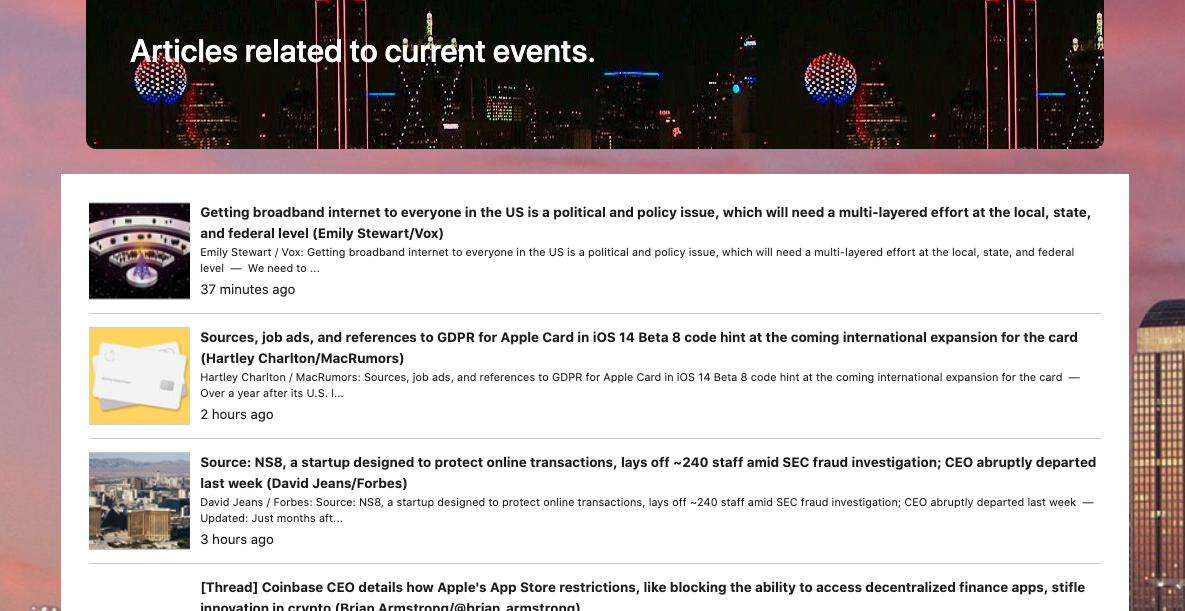 Articles related to current events.
Getting broadband internet to everyone in the US is a political and policy issue, which will need a multi-layered effort at the local, state,
and federal level (Emily Stewart/Vox)
Emily Stewart / Vox: Getting broadband internet to everyone in the US is a political and policy issue, which will need a multi-layered effort at the local, state, and federal
level — We need to ...
37 minutes ago
Sources, job ads, and references to GDPR for Apple Card in iOS 14 Beta 8 code hint at the coming international expansion for the card
(Hartley Charlton/MacRumors)
Hartley Charlton / MacRumors: Sources, job ads, and references to GDPR for Apple Card in iOS 14 Beta 8 code hint at the coming international expansion for the card —
Over a year after its U.S. l...
2 hours ago
Source: NS8, a startup designed to protect online transactions, lays off ~240 staff amid SEC fraud investigation; CEO abruptly departed
last week (David Jeans/Forbes)
David Jeans / Forbes: Source: NS8, a startup designed to protect online transactions, lays off ~240 staff amid SEC fraud investigation; CEO abruptly departed last week —
Updated: Just months aft...
3 hours ago
[Thread] Coinbase CEO details how Apple's App Store restrictions, like blocking the ability to access decentralized finance apps, stifle
innovation in crypto (Brian Armstrong/@brian_armstrong)